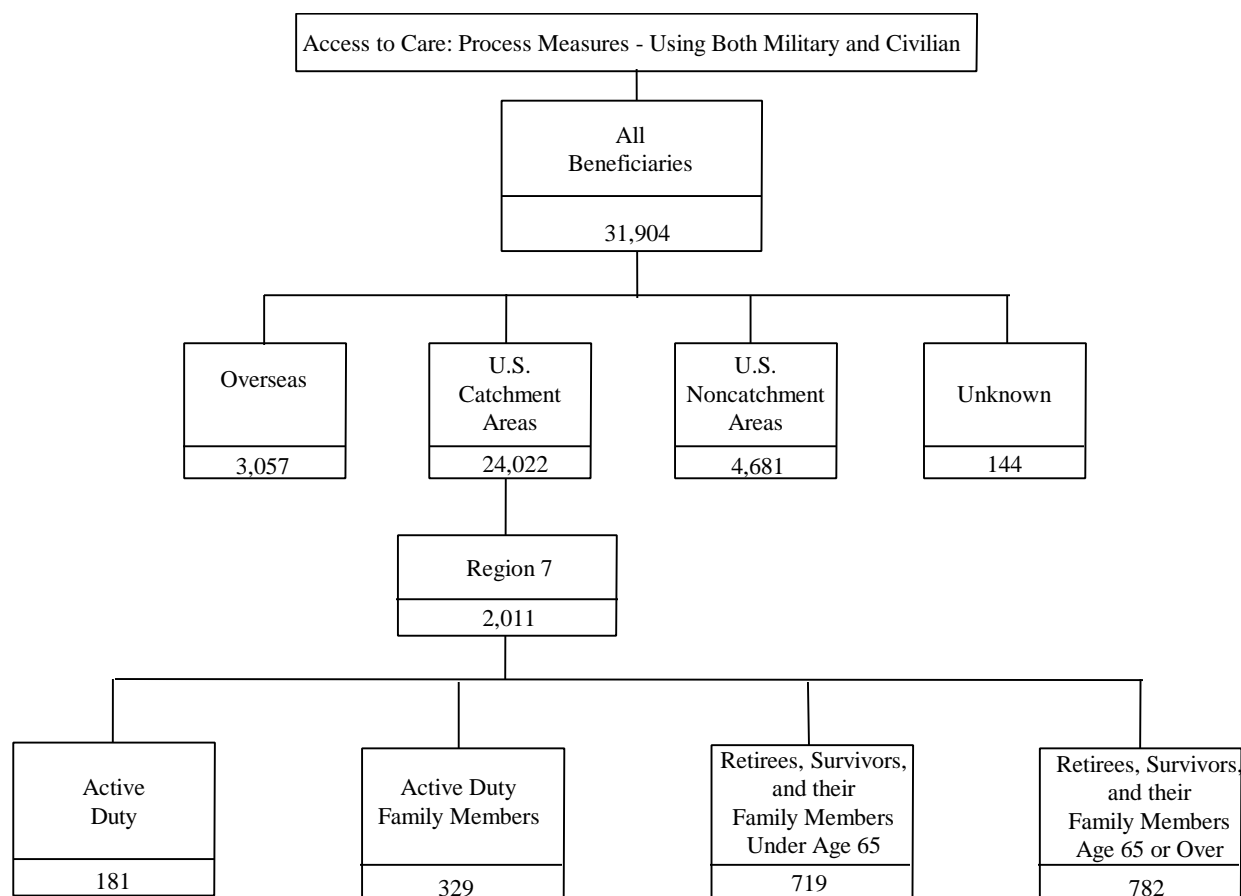 Access to Care: Process Measures - Using Both Military and Civilian
All
Beneficiaries
31,904
Overseas
3,057
U.S.
Catchment
Areas
24,022
U.S.
Noncatchment
Areas
4,681
Unknown
144
Region 7
2,011
Active
Duty
181
Active Duty
Family Members
329
Retirees, Survivors,
and their
Family Members
Under Age 65
719
Retirees, Survivors,
and their
Family Members
Age 65 or Over
782